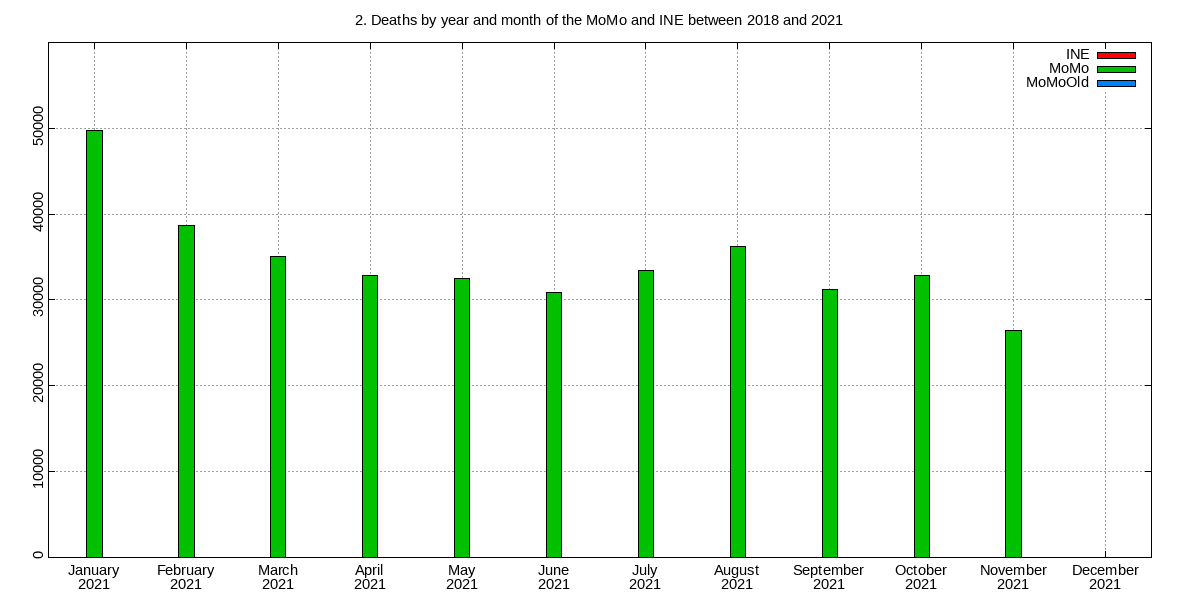 2. Deaths by year and month of the MoMo and INE between 2018 and 2021
INE
MoMo
MoMoOld
50000
40000
30000
20000
10000
0
January February March April May June July August September October November December
2021 2021 2021 2021 2021 2021 2021 2021 2021 2021 2021 2021